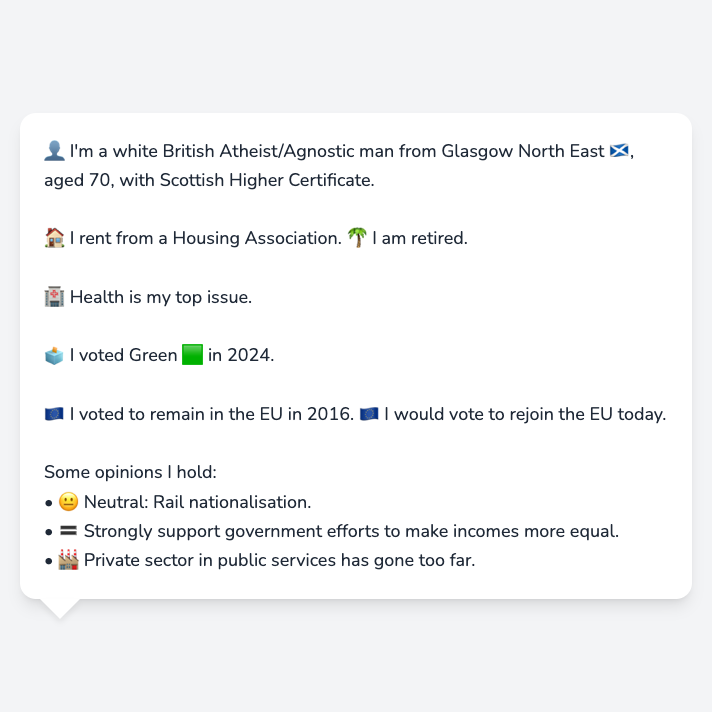 👤 I'm a white British Atheist/Agnostic man from Glasgow North East 🏴󠁧󠁢󠁳󠁣󠁴󠁿,
aged 70, with Scottish Higher Certificate.
🏠 I rent from a Housing Association. 🌴 I am retired.
🏥 Health is my top issue.
🗳️ I voted Green 🟩 in 2024.
🇪🇺 I voted to remain in the EU in 2016. 🇪🇺 I would vote to rejoin the EU today.
Some opinions I hold:
• 😐 Neutral: Rail nationalisation.
• 🟰 Strongly support government efforts to make incomes more equal.
• 🏭 Private sector in public services has gone too far.